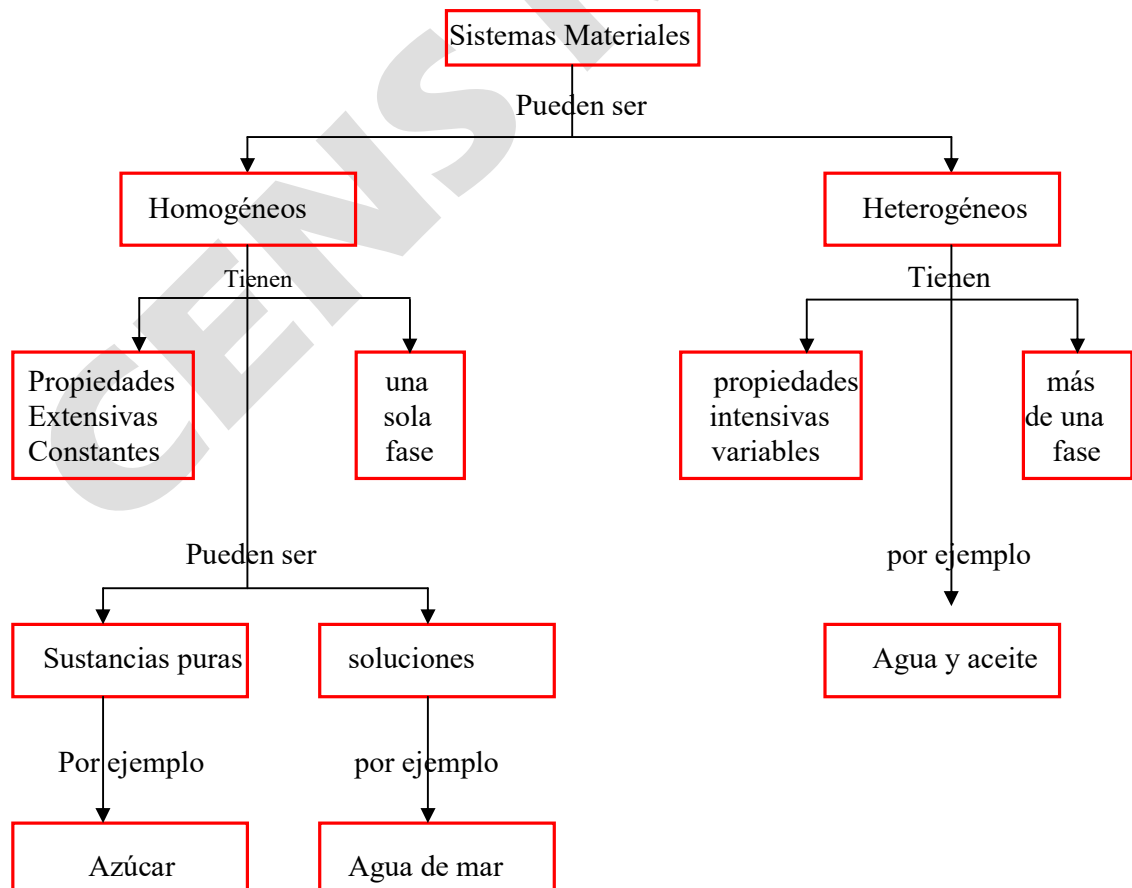 Sistemas Materiales
Pueden ser
Homogéneos
Heterogéneos
Tienen
Tienen
Propiedades
Extensivas
Constantes
una
sola
fase
propiedades
intensivas
variables
más
de una
fase
Pueden ser
por ejemplo
Sustancias puras
soluciones
Agua y aceite
Por ejemplo
por ejemplo
Azúcar
Agua de mar
CENS